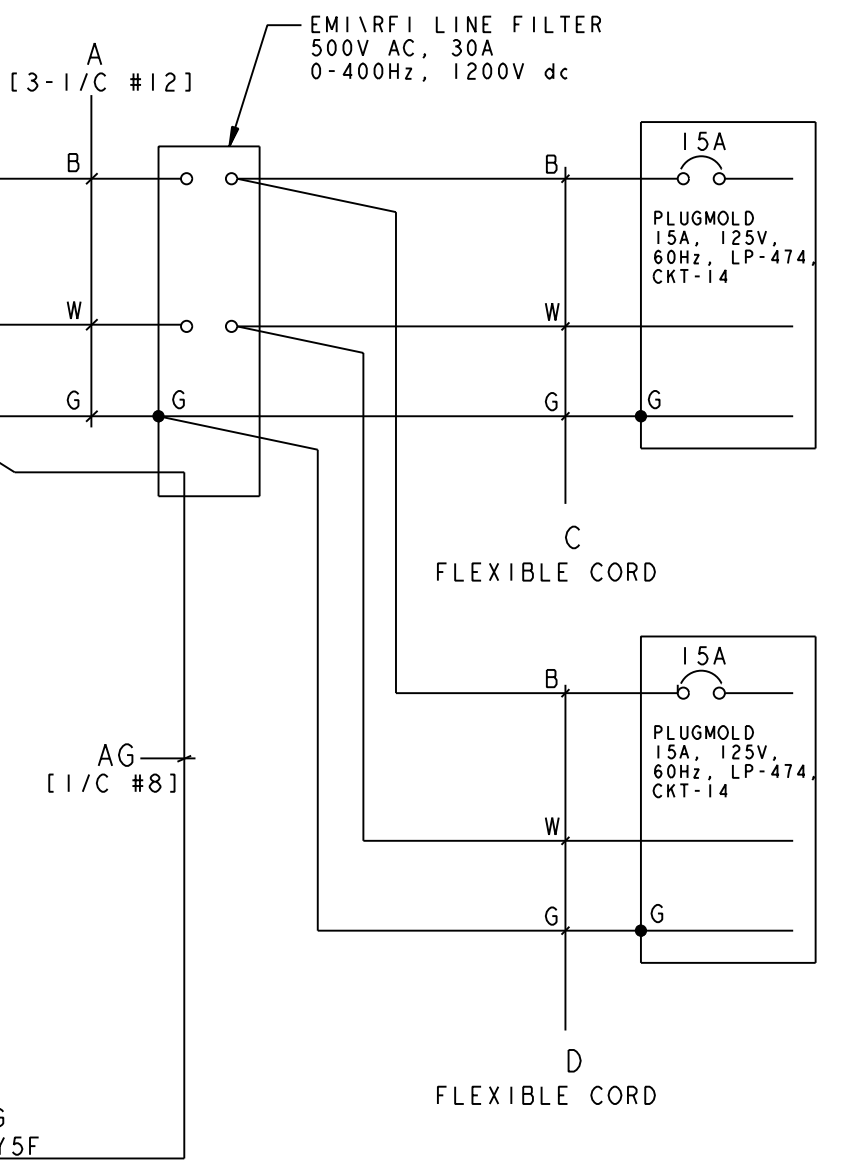 EMI\RFI LINE FILTER
500V AC, 30A
0-400Hz, 1200V dc
A
[3-1/C #12]
B
W
G
G
B
W
G
15A
PLUGMOLD
15A, 125V,
60Hz, LP-474,
CKT-14
G
C
FLEXIBLE CORD
AG
[1/C #8]
B
W
G
15A
PLUGMOLD
15A, 125V,
60Hz, LP-474,
CKT-14
G
D
FLEXIBLE CORD
G
Y5F